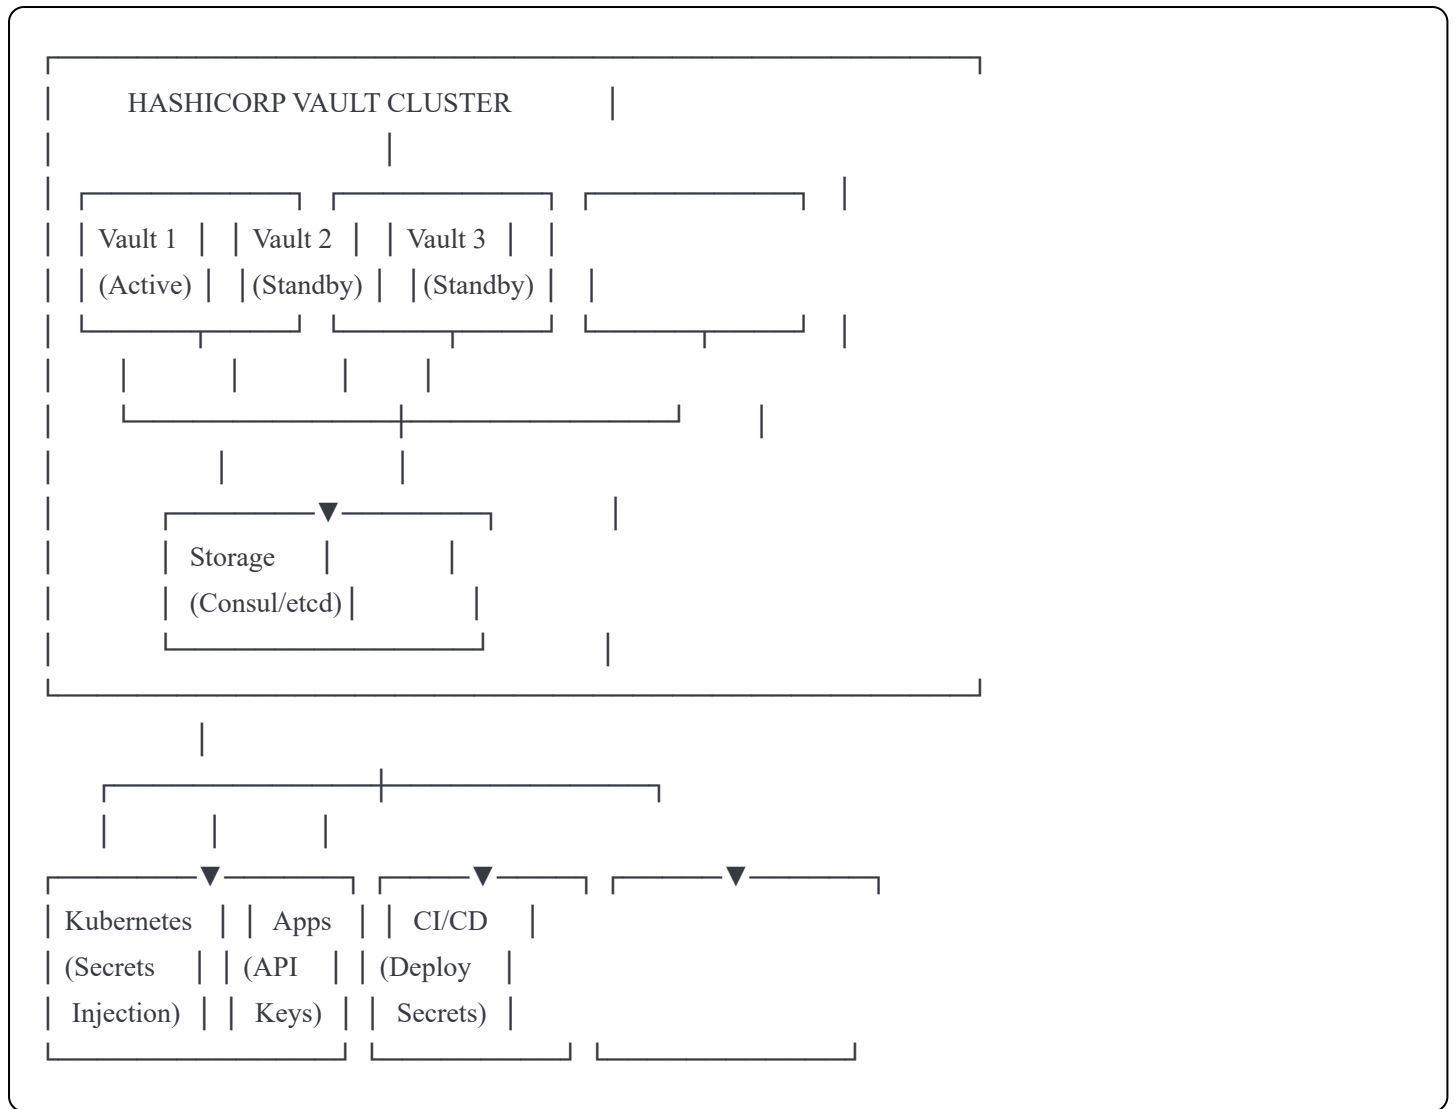 HASHICORP VAULT CLUSTER
Vault 1 Vault 2 Vault 3
(Active) (Standby) (Standby)
Storage
(Consul/etcd)
Kubernetes Apps CI/CD
(Secrets (API (Deploy
Injection) Keys) Secrets)